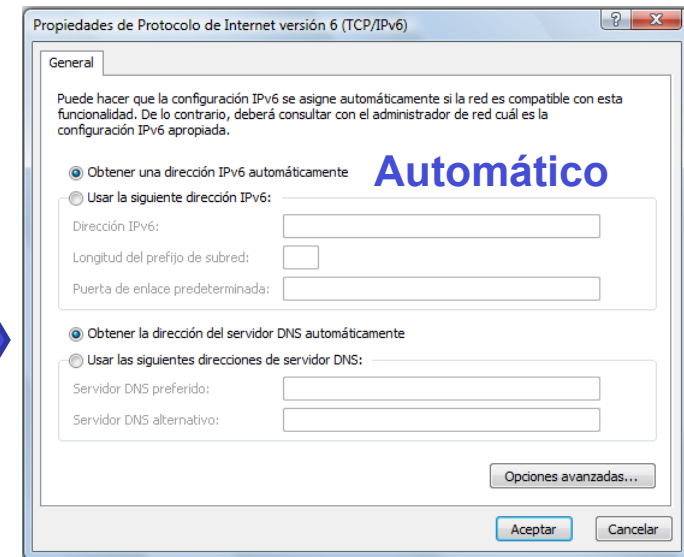 Propiedades de Protocolo de Internet versión 6 (TCP/IPv6)
General
Puede hacer que la configuración IPv6 se asigne automáticamente si la red es compatible con esta
funcionalidad. De lo contrario, deberá consultar con el administrador de red cuál es la
configuración IPv6 apropiada.
Obtener una dirección IPv6 automáticamente
Automático
Usar la siguiente dirección IPv6:
Dirección IPv6:
Longitud del prefijo de subred:
Puerta de enlace predeterminada:
Obtener la dirección del servidor DNS automáticamente
Usar las siguientes direcciones de servidor DNS:
Servidor DNS preferido:
Servidor DNS alternativo:
Opciones avanzadas...
Aceptar
Cancelar